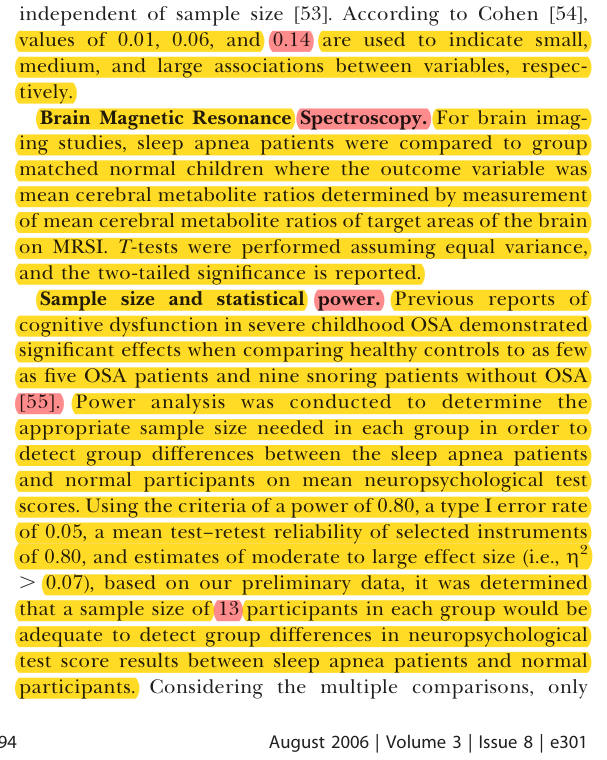 independent of sample size [53]. According to Cohen [54],
values of 0.01, 0.06, and 0.14 are used to indicate small,
medium, and large associations between variables, respec-
tively.
Brain Magnetic Resonance Spectroscopy. For brain imag-
ing studies, sleep apnea patients were compared to group
matched normal children where the outcome variable was
mean cerebral metabolite ratios determined by measurement
of mean cerebral metabolite ratios of target areas of the brain
on MRSI. T-tests were performed assuming equal variance,
and the two-tailed significance is reported.
Sample size and statistical power. Previous reports of
cognitive dysfunction in severe childhood OSA demonstrated
significant effects when comparing healthy controls to as few
as five OSA patients and nine snoring patients without OSA
[55]. Power analysis was conducted to determine the
appropriate sample size needed in each group in order to
detect group differences between the sleep apnea patients
and normal participants on mean neuropsychological test
scores. Using the criteria of a power of 0.80, a type I error rate
of 0.05, a mean test–retest reliability of selected instruments
of 0.80, and estimates of moderate to large effect size (i.e., η²
> 0.07), based on our preliminary data, it was determined
that a sample size of 13 participants in each group would be
adequate to detect group differences in neuropsychological
test score results between sleep apnea patients and normal
participants. Considering the multiple comparisons, only
94 August 2006 | Volume 3 | Issue 8 | e301